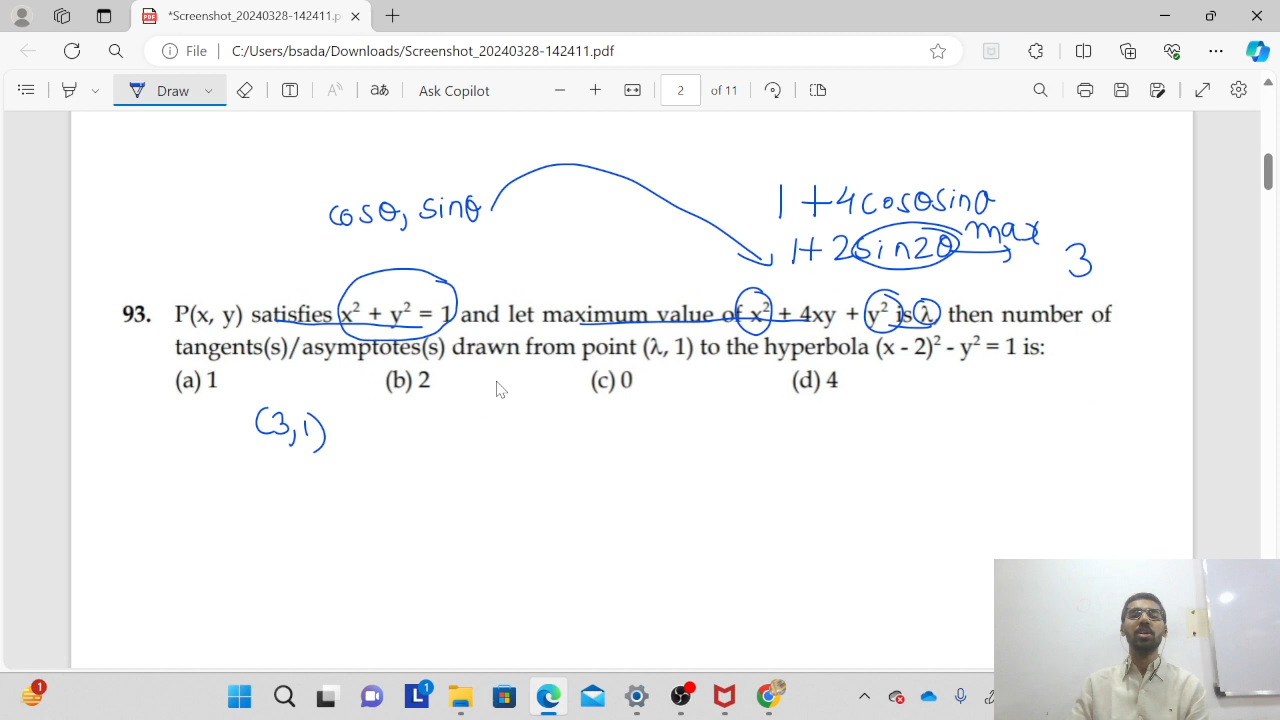 *Screenshot_20240328-142411.p
File C:/Users/bsada/Downloads/Screenshot_20240328-142411.pdf
Draw Ask Copilot 2 of 11
cosθ, sinθ
1 + 4cosθsinθ
1 + 2sin2θ max 3
93. P(x, y) satisfies x² + y² = 1 and let maximum value of x² + 4xy + y² is λ then number of
tangents(s)/asymptotes(s) drawn from point (λ, 1) to the hyperbola (x - 2)² - y² = 1 is:
(a) 1 (b) 2 (c) 0 (d) 4
(3,1)